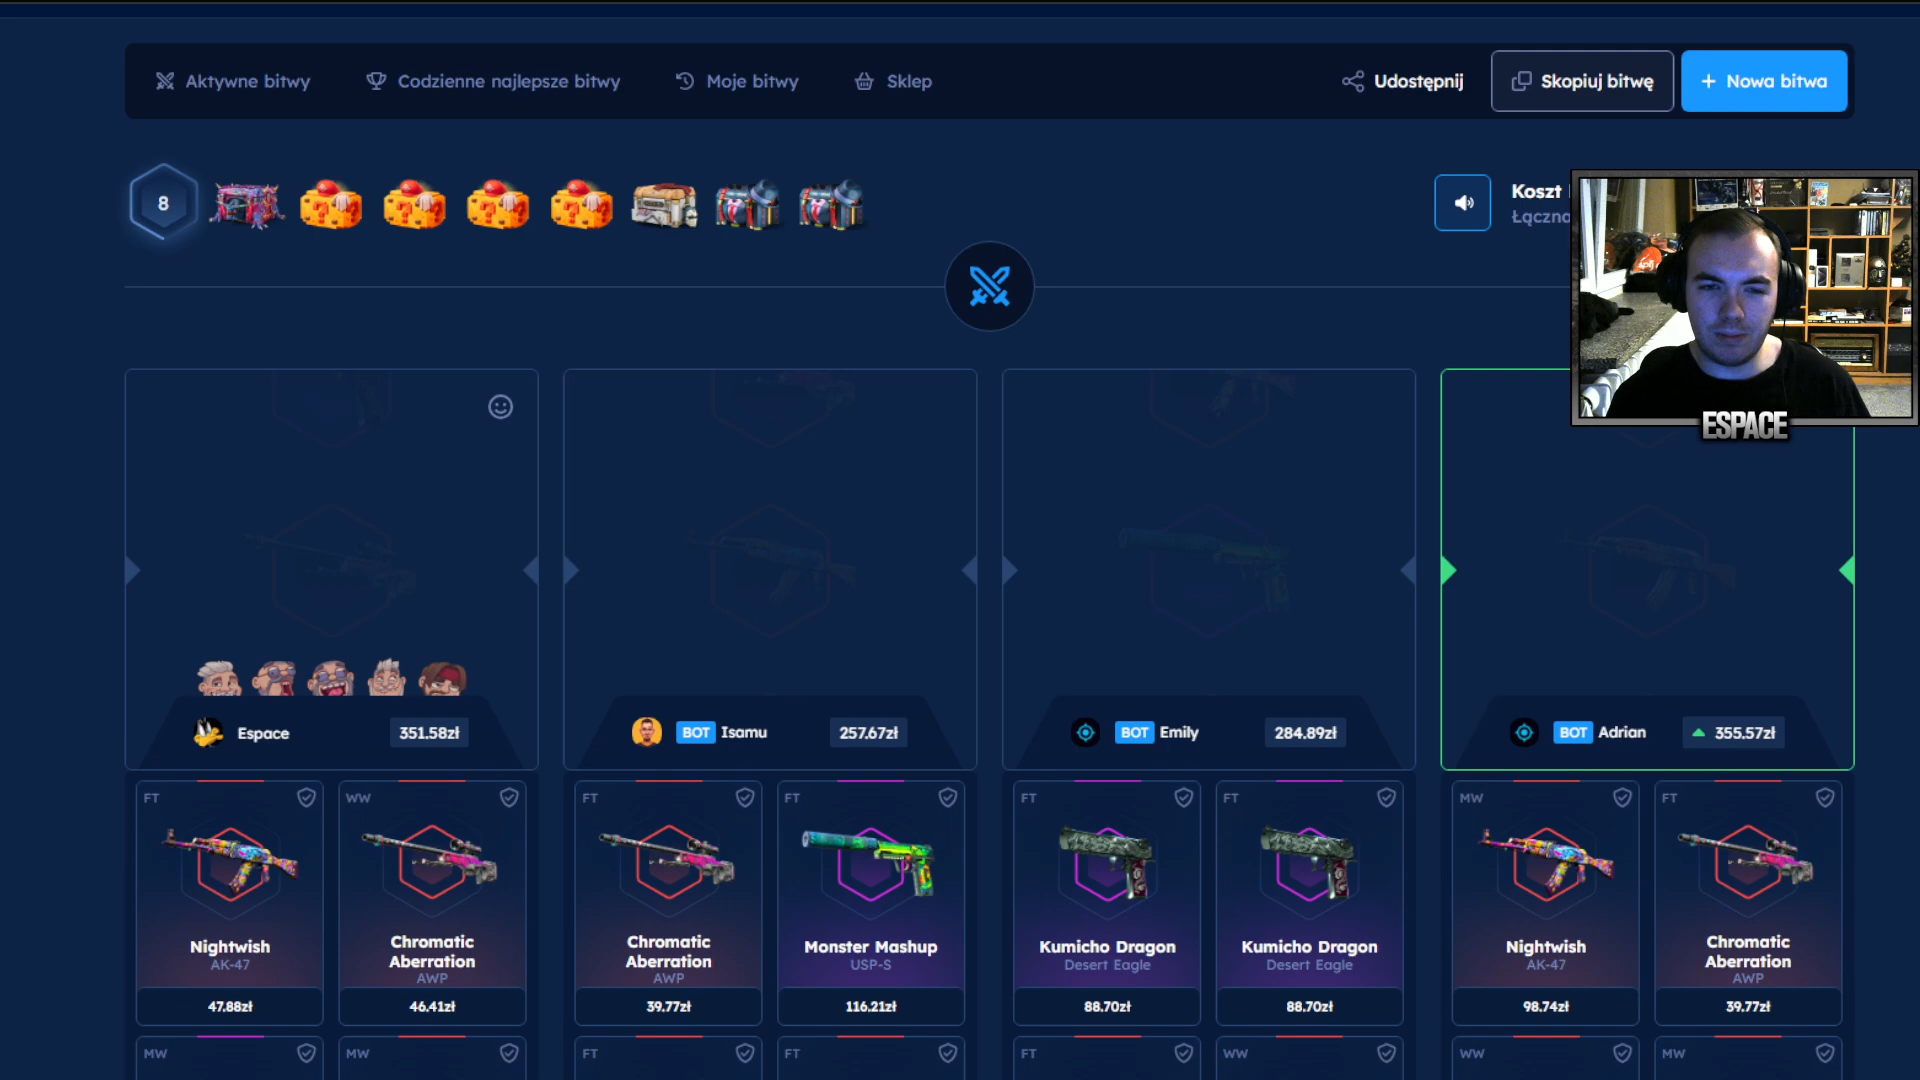 Aktywne bitwy
Codzienne najlepsze bitwy
Moje bitwy
Sklep
Udostępnij
Skopiuj bitwę
+ Nowa bitwa
8
Koszt
Łączna
ESPACE
Espace
351.58zł
BOT Isamu
257.67zł
BOT Emily
284.89zł
BOT Adrian
355.57zł
FT
Nightwish
AK-47
47.88zł
WW
Chromatic
Aberration
AWP
46.41zł
FT
Chromatic
Aberration
AWP
39.77zł
FT
Monster Mashup
USP-S
116.21zł
FT
Kumicho Dragon
Desert Eagle
88.70zł
FT
Kumicho Dragon
Desert Eagle
88.70zł
MW
Nightwish
AK-47
98.74zł
FT
Chromatic
Aberration
AWP
39.77zł
MW
MW
FT
FT
FT
WW
WW
MW